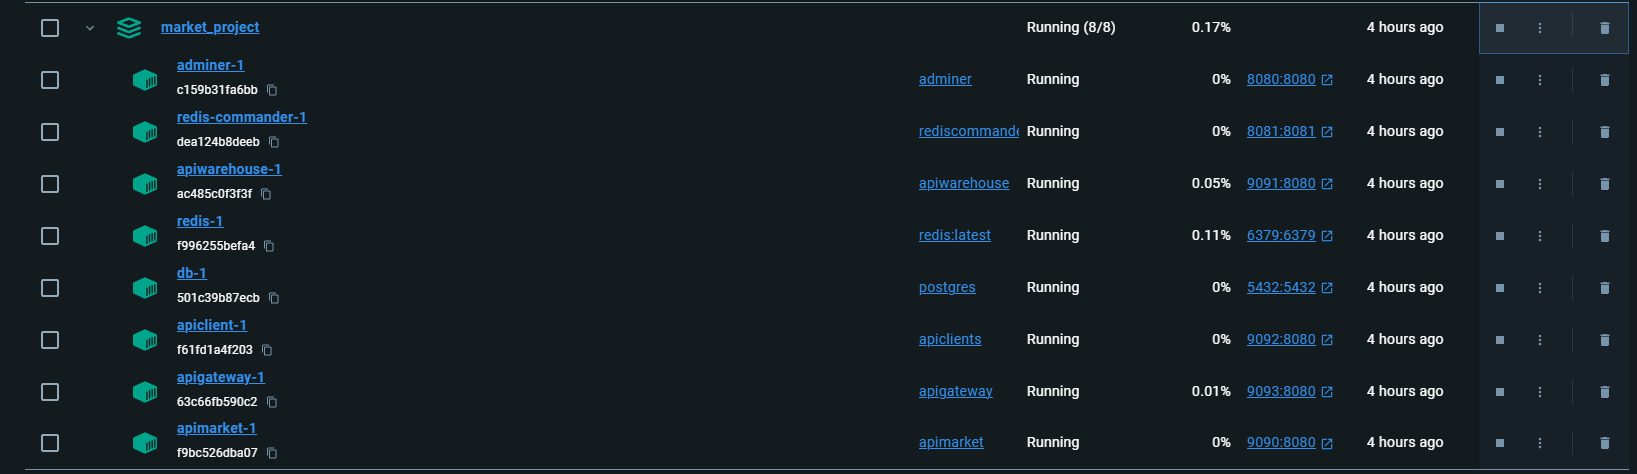 market_project Running (8/8) 0.17% 4 hours ago
adminer-1
c159b31fa6bb
adminer Running 0% 8080:8080 4 hours ago
redis-commander-1
dea124b8deeb
rediscommande Running 0% 8081:8081 4 hours ago
apiwarehouse-1
ac485c0f3f3f
apiwarehouse Running 0.05% 9091:8080 4 hours ago
redis-1
f996255befa4
redis:latest Running 0.11% 6379:6379 4 hours ago
db-1
501c39b87ecb
postgres Running 0% 5432:5432 4 hours ago
apiclient-1
f61fd1a4f203
apiclients Running 0% 9092:8080 4 hours ago
apigateway-1
63c66fb590c2
apigateway Running 0.01% 9093:8080 4 hours ago
apimarket-1
f9bc526dba07
apimarket Running 0% 9090:8080 4 hours ago